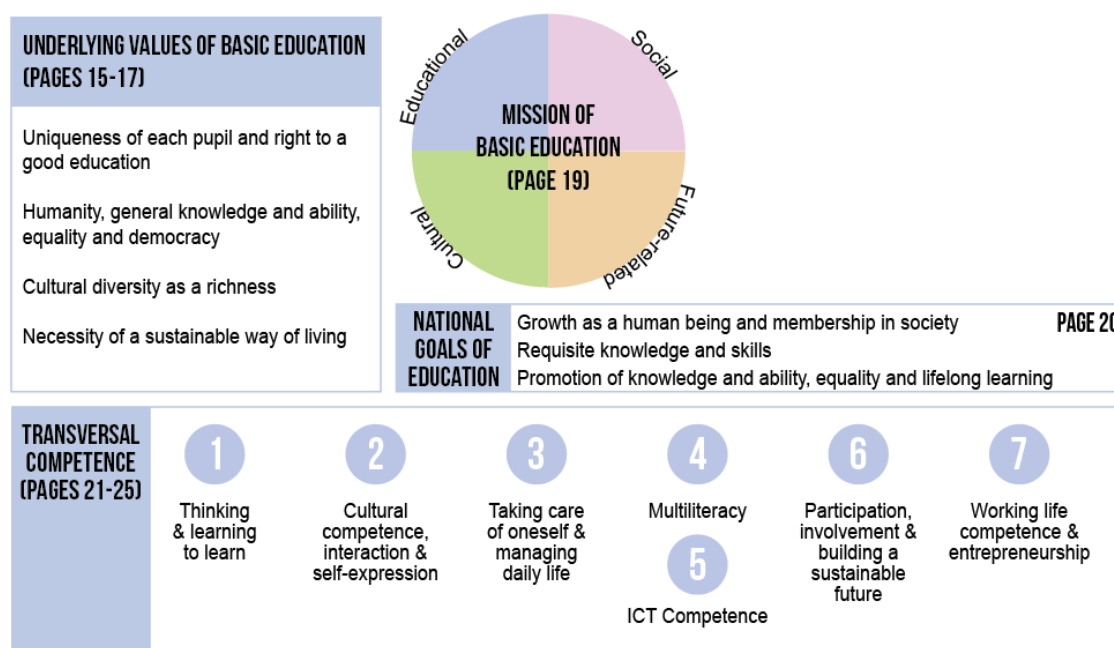 UNDERLYING VALUES OF BASIC EDUCATION
(PAGES 15-17)
Uniqueness of each pupil and right to a
good education
Humanity, general knowledge and ability,
equality and democracy
Cultural diversity as a richness
Necessity of a sustainable way of living
Educational
Social
MISSION OF
BASIC EDUCATION
(PAGE 19)
Cultural
Future-related
NATIONAL
GOALS OF
EDUCATION
Growth as a human being and membership in society
Requisite knowledge and skills
Promotion of knowledge and ability, equality and lifelong learning
PAGE 20
TRANSVERSAL
COMPETENCE
(PAGES 21-25)
1
Thinking
& learning
to learn
2
Cultural
competence,
interaction &
self-expression
3
Taking care
of oneself &
managing
daily life
4
Multiliteracy
5
ICT Competence
6
Participation,
involvement &
building a
sustainable
future
7
Working life
competence &
entrepreneurship